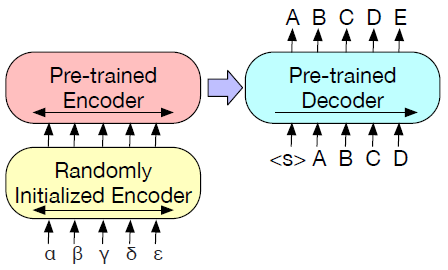 A B C D E
Pre-trained
Encoder
Pre-trained
Decoder
<s> A B C D
Randomly
Initialized Encoder
α β γ δ ε